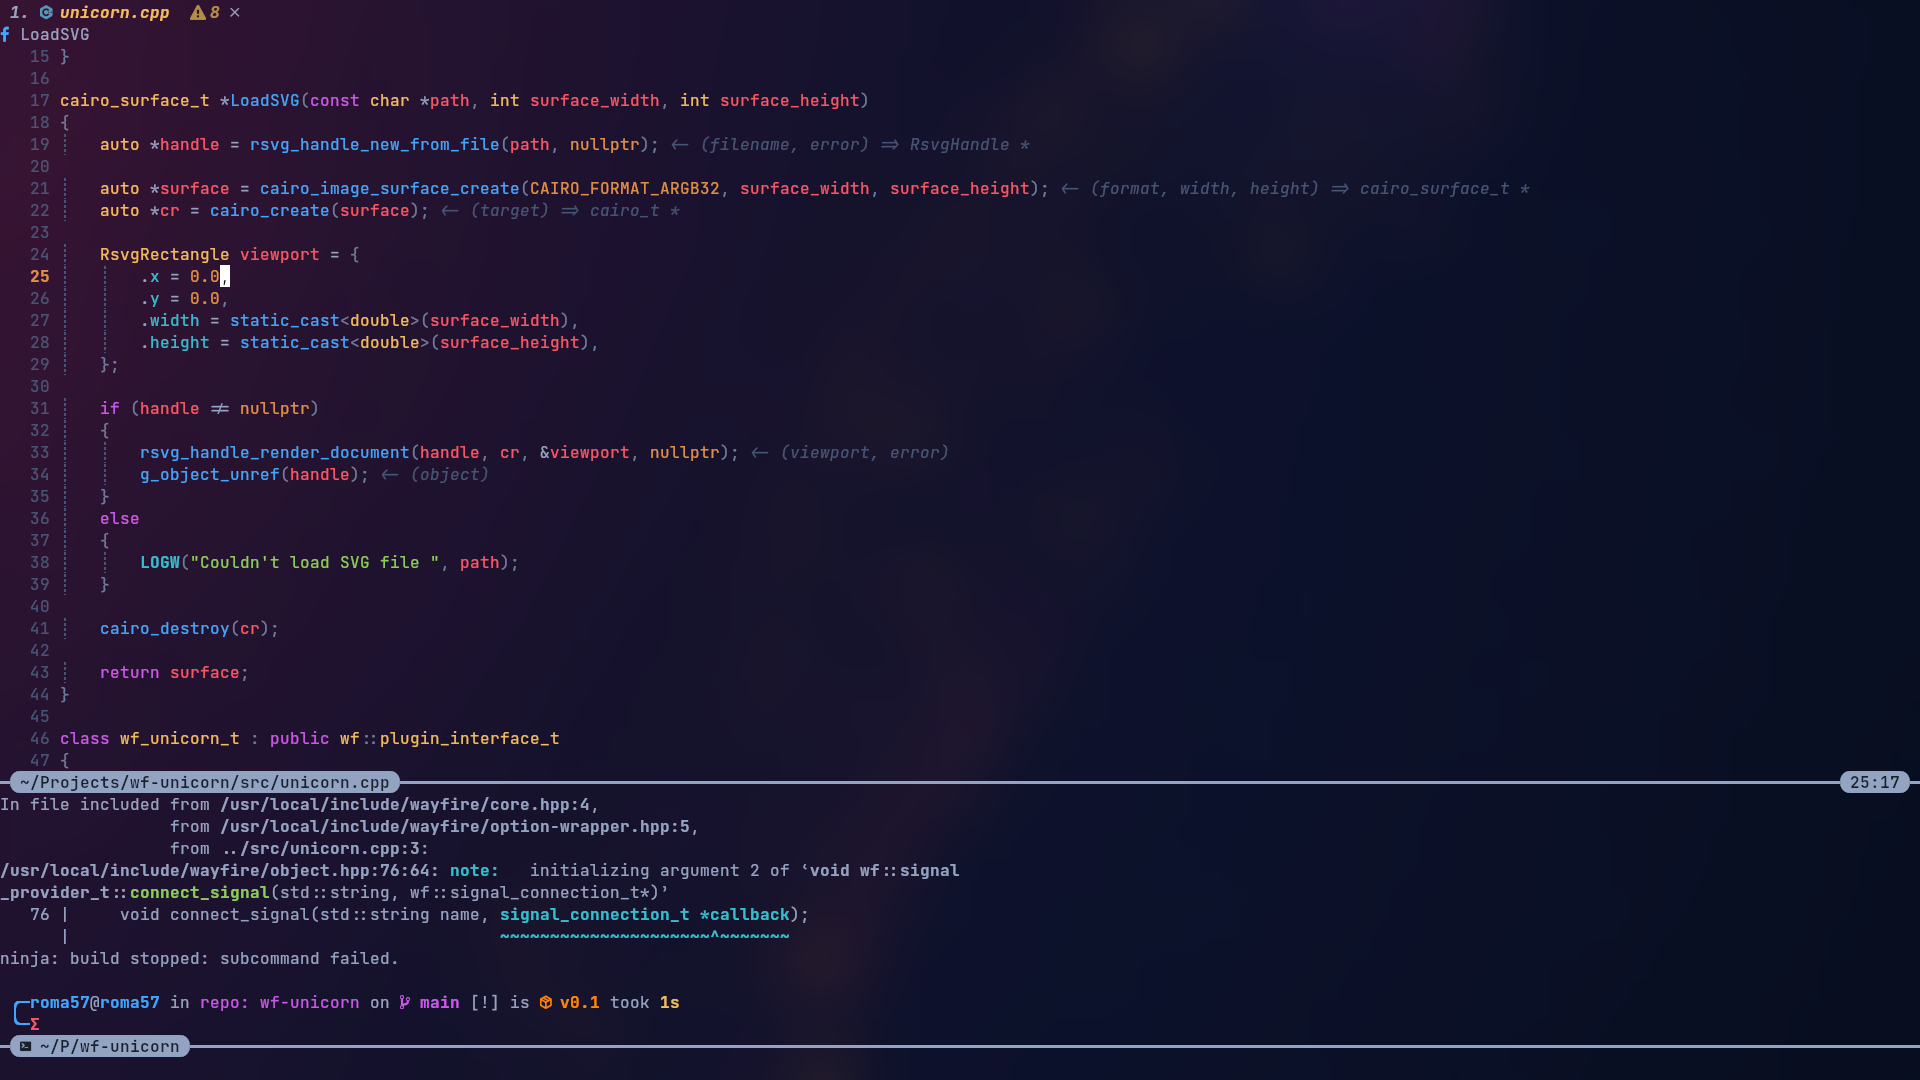 1. unicorn.cpp 8 ×
f LoadSVG
15 }
16
17 cairo_surface_t *LoadSVG(const char *path, int surface_width, int surface_height)
18 {
19     auto *handle = rsvg_handle_new_from_file(path, nullptr); <- (filename, error) => RsvgHandle *
20
21     auto *surface = cairo_image_surface_create(CAIRO_FORMAT_ARGB32, surface_width, surface_height); <- (format, width, height) => cairo_surface_t *
22     auto *cr = cairo_create(surface); <- (target) => cairo_t *
23
24     RsvgRectangle viewport = {
25         .x = 0.0,
26         .y = 0.0,
27         .width = static_cast<double>(surface_width),
28         .height = static_cast<double>(surface_height),
29     };
30
31     if (handle != nullptr)
32     {
33         rsvg_handle_render_document(handle, cr, &viewport, nullptr); <- (viewport, error)
34         g_object_unref(handle); <- (object)
35     }
36     else
37     {
38         LOGW("Couldn't load SVG file ", path);
39     }
40
41     cairo_destroy(cr);
42
43     return surface;
44 }
45
46 class wf_unicorn_t : public wf::plugin_interface_t
47 {
~/Projects/wf-unicorn/src/unicorn.cpp 25:17
In file included from /usr/local/include/wayfire/core.hpp:4,
                 from /usr/local/include/wayfire/option-wrapper.hpp:5,
                 from ../src/unicorn.cpp:3:
/usr/local/include/wayfire/object.hpp:76:64: note:   initializing argument 2 of ‘void wf::signal
_provider_t::connect_signal(std::string, wf::signal_connection_t*)’
   76 |     void connect_signal(std::string name, signal_connection_t *callback);
      |                                           ~~~~~~~~~~~~~~~~~~~~~^~~~~~~
ninja: build stopped: subcommand failed.
roma57@roma57 in repo: wf-unicorn on main [!] is v0.1 took 1s
Σ
~/P/wf-unicorn